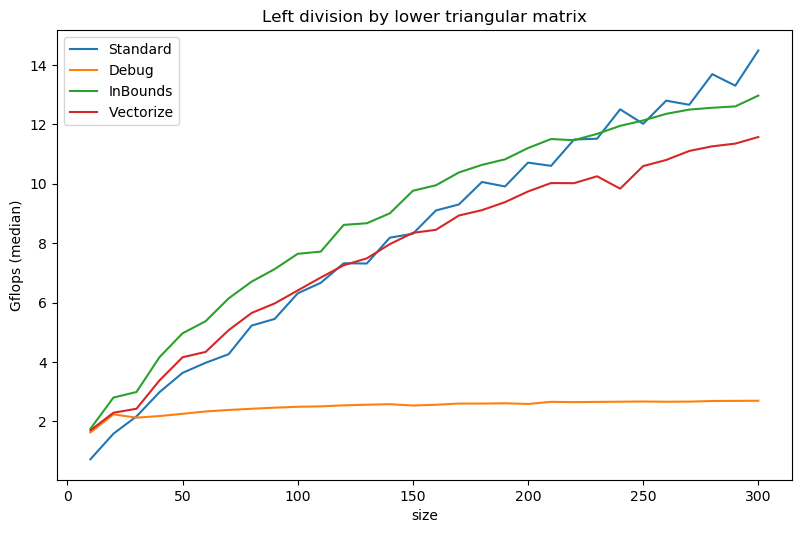 Left division by lower triangular matrix
Standard
Debug
InBounds
Vectorize
Gflops (median)
14
12
10
8
6
4
2
0
50
100
150
200
250
300
size